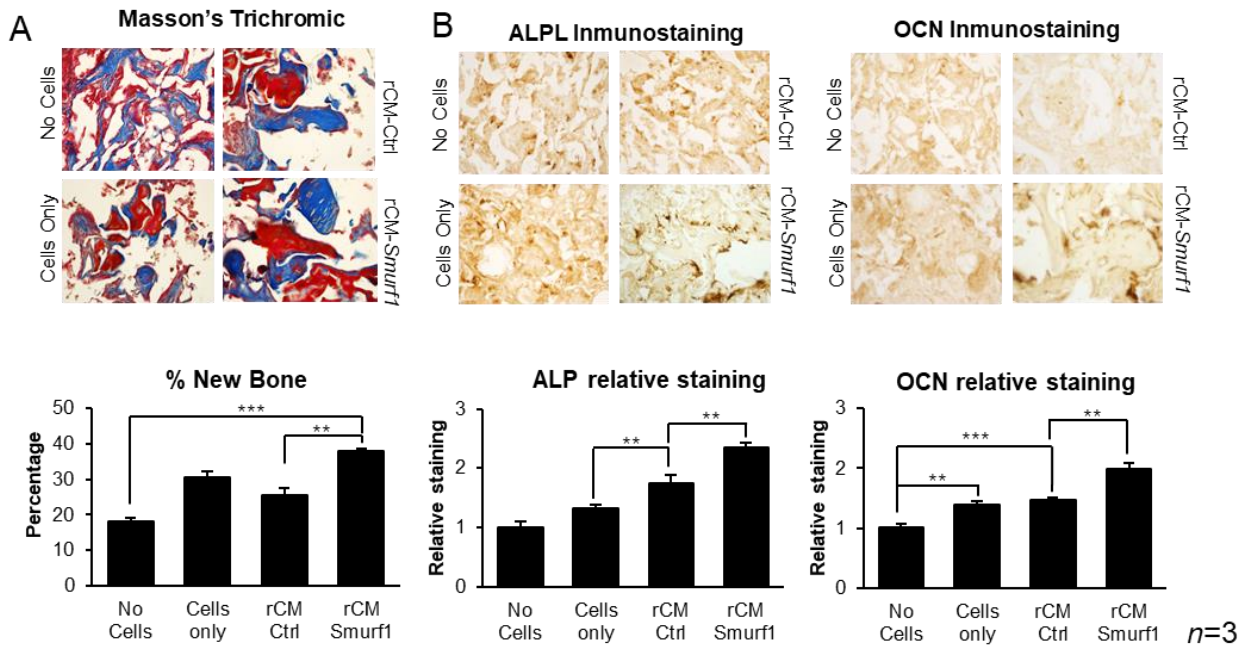 A
Masson's Trichromic
No Cells
rCM-Ctrl
Cells Only
rCM-Smurf1
B
ALPL Inmunostaining
No Cells
rCM-Ctrl
Cells Only
rCM-Smurf1
OCN Inmunostaining
No Cells
rCM-Ctrl
Cells Only
rCM-Smurf1
% New Bone
Percentage
50
40
30
20
10
0
***
**
No
Cells
Cells
only
rCM
Ctrl
rCM
Smurf1
ALP relative staining
Relative staining
3
2
1
0
**
**
No
Cells
Cells
only
rCM
Ctrl
rCM
Smurf1
OCN relative staining
Relative staining
3
2
1
0
**
***
**
No
Cells
Cells
only
rCM
Ctrl
rCM
Smurf1
n=3